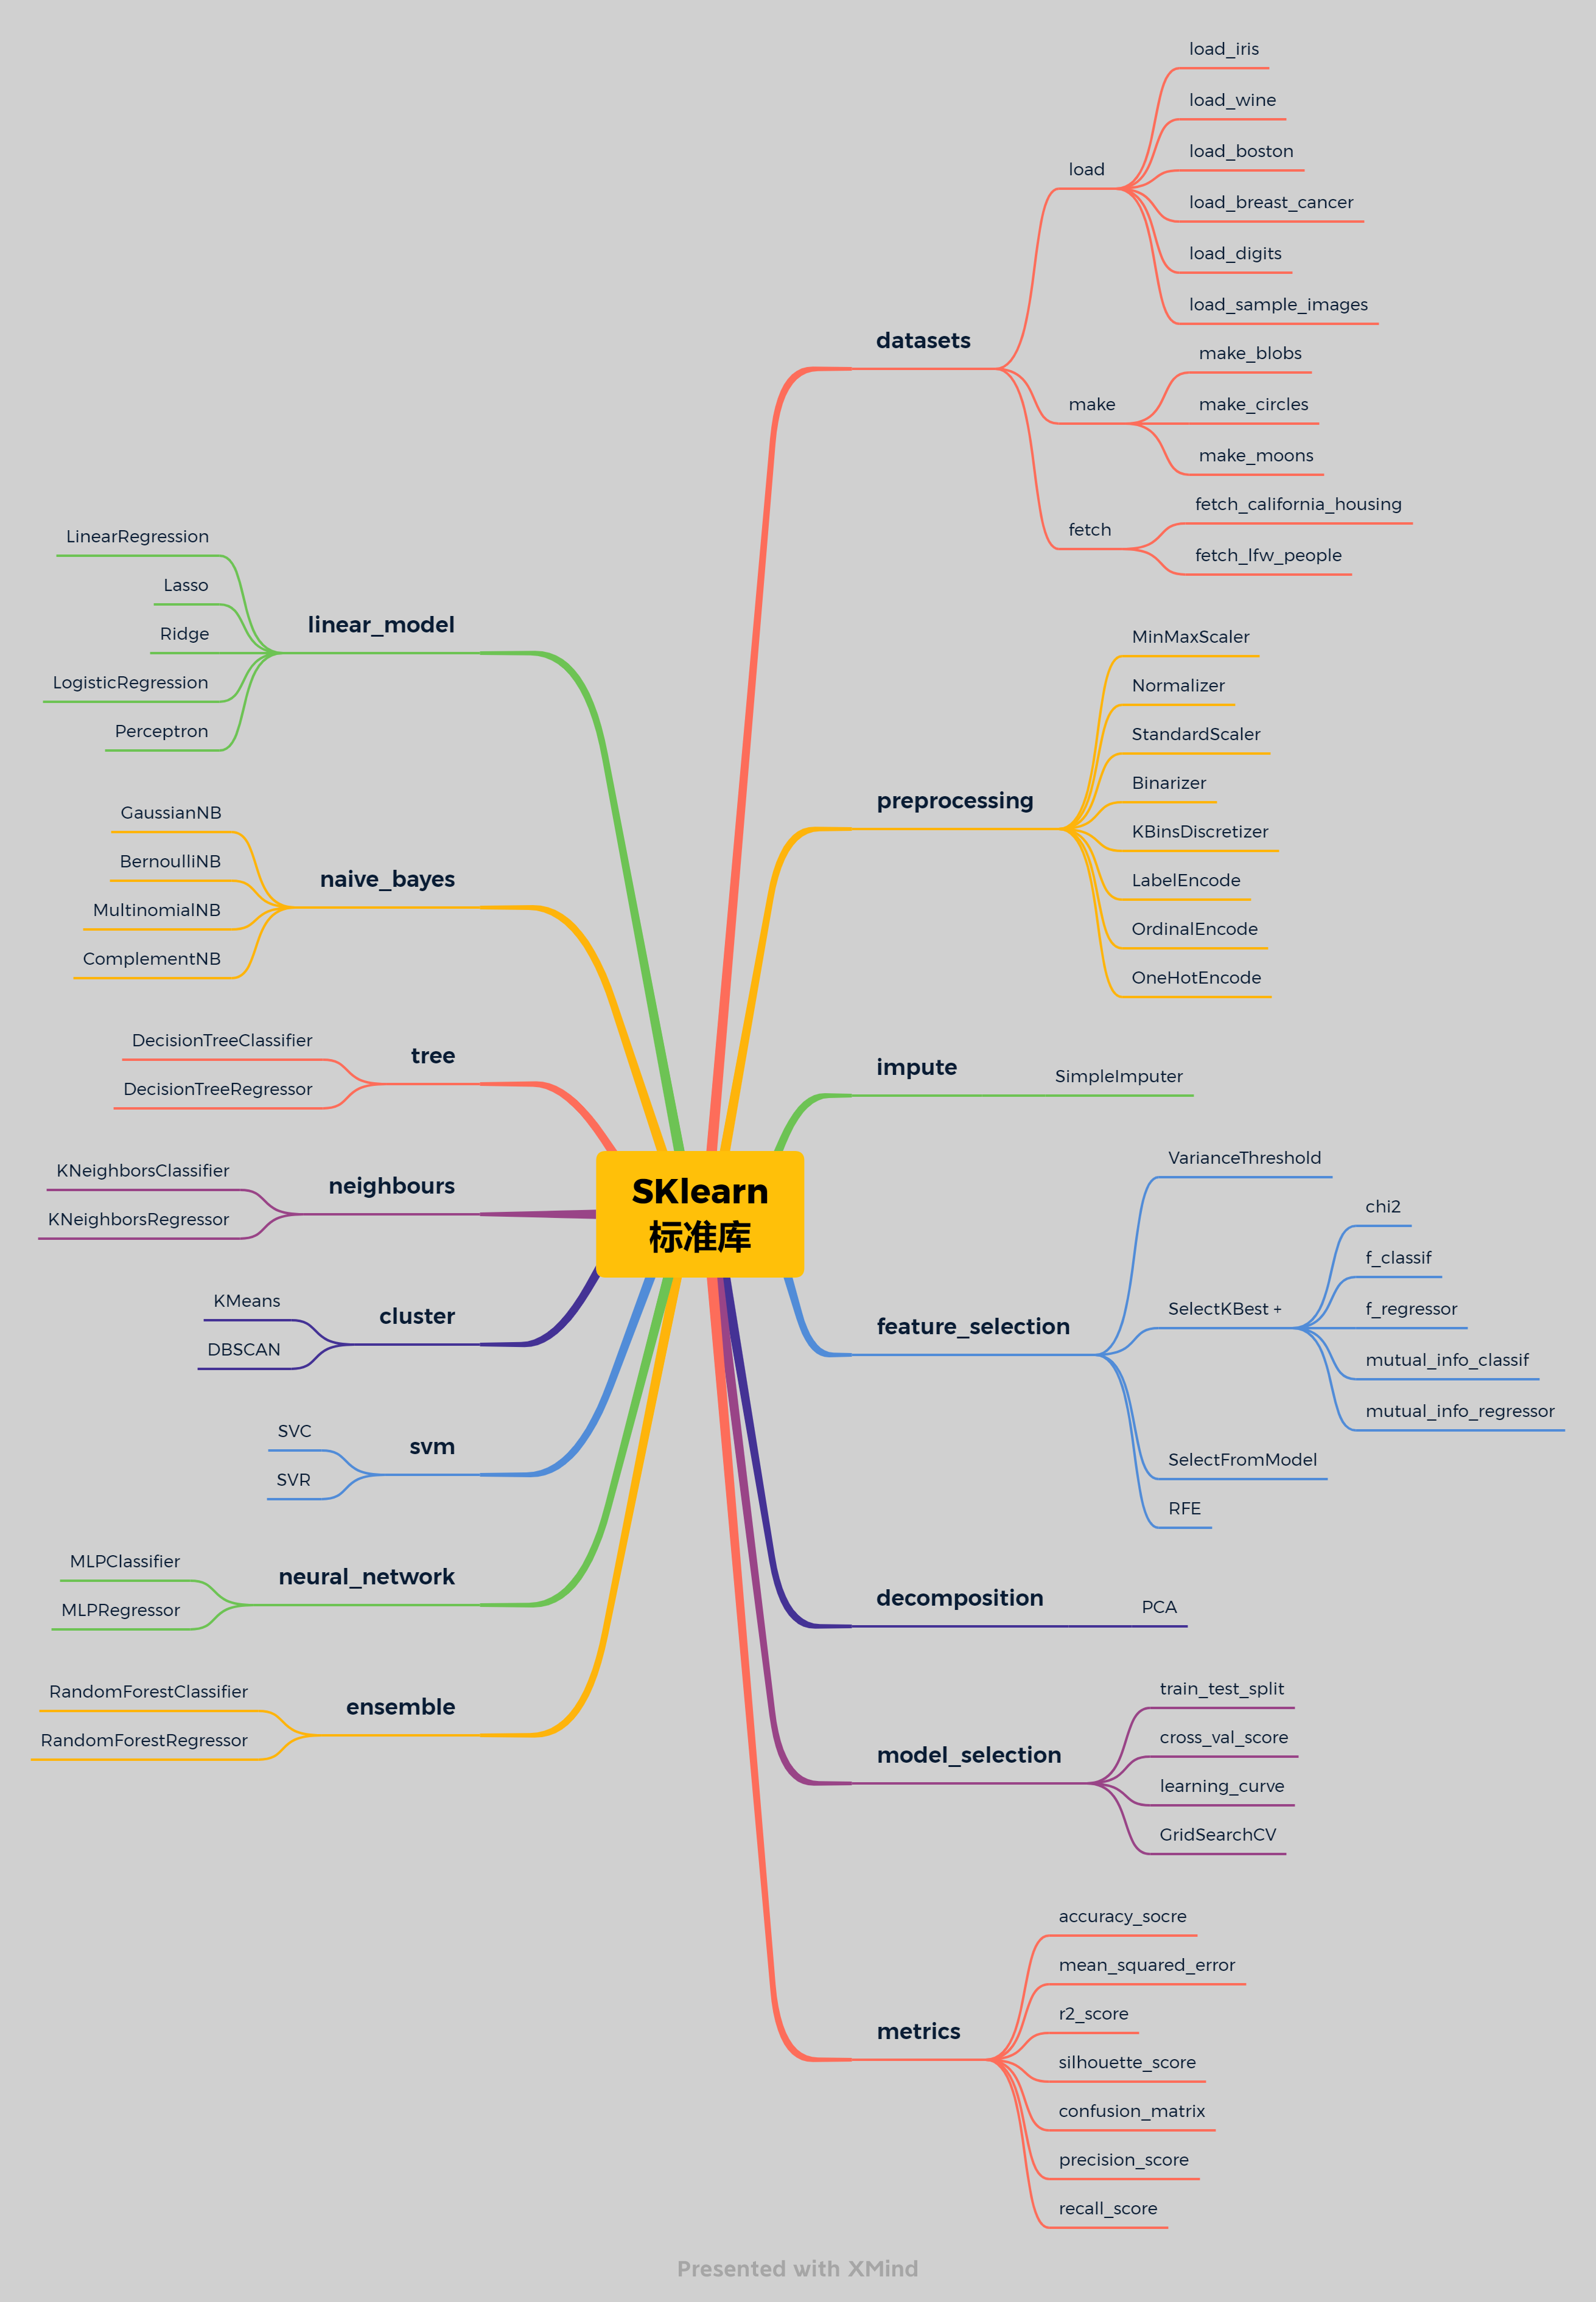 SKlearn
标准库
datasets
load
load_iris
load_wine
load_boston
load_breast_cancer
load_digits
load_sample_images
make
make_blobs
make_circles
make_moons
fetch
fetch_california_housing
fetch_lfw_people
preprocessing
MinMaxScaler
Normalizer
StandardScaler
Binarizer
KBinsDiscretizer
LabelEncode
OrdinalEncode
OneHotEncode
impute
SimpleImputer
feature_selection
VarianceThreshold
SelectKBest +
chi2
f_classif
f_regressor
mutual_info_classif
mutual_info_regressor
SelectFromModel
RFE
decomposition
PCA
model_selection
train_test_split
cross_val_score
learning_curve
GridSearchCV
metrics
accuracy_socre
mean_squared_error
r2_score
silhouette_score
confusion_matrix
precision_score
recall_score
linear_model
LinearRegression
Lasso
Ridge
LogisticRegression
Perceptron
naive_bayes
GaussianNB
BernoulliNB
MultinomialNB
ComplementNB
tree
DecisionTreeClassifier
DecisionTreeRegressor
neighbours
KNeighborsClassifier
KNeighborsRegressor
cluster
KMeans
DBSCAN
svm
SVC
SVR
neural_network
MLPClassifier
MLPRegressor
ensemble
RandomForestClassifier
RandomForestRegressor
Presented with XMind